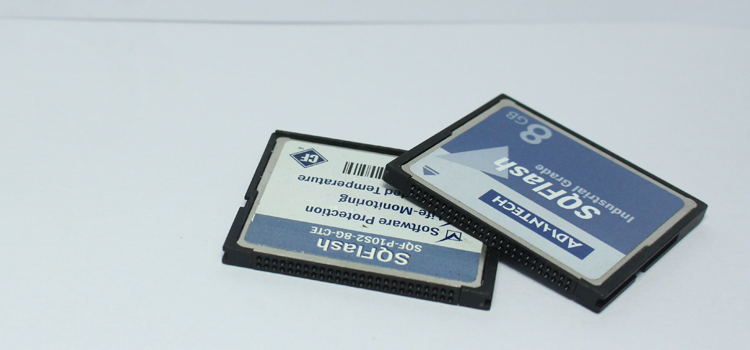 SQFlash
SQF-P10S2-8G-CTE
Software Protection
Life-Monitoring
Temperature
CF
ADVANTECH
SQFlash
Industrial Grade
8 GB